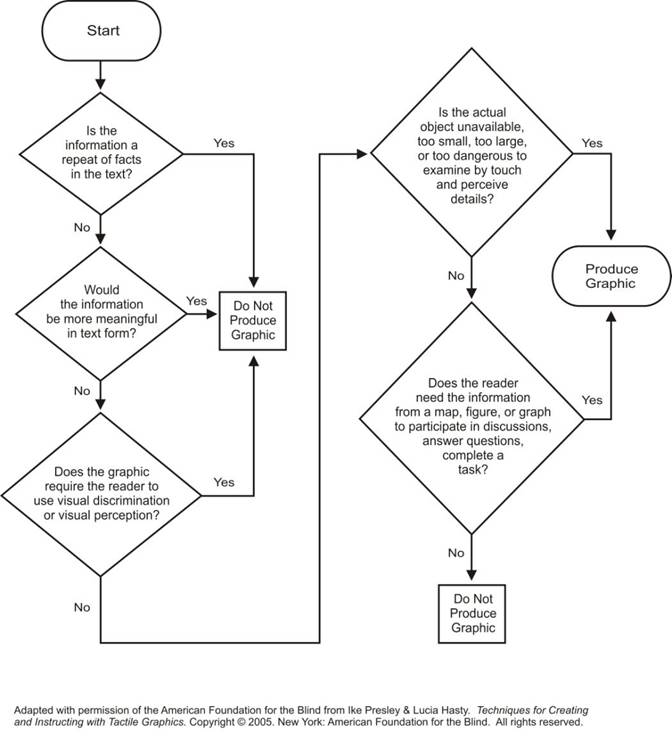 Start
Is the
information a
repeat of facts
in the text?
Yes
No
Would
the information
be more meaningful
in text form?
Yes
Do Not
Produce
Graphic
No
Does the graphic
require the reader to
use visual discrimination
or visual perception?
Yes
No
Is the actual
object unavailable,
too small, too large,
or too dangerous to
examine by touch
and perceive
details?
Yes
Produce
Graphic
No
Does the reader
need the information
from a map, figure, or graph
to participate in discussions,
answer questions,
complete a
task?
Yes
No
Do Not
Produce
Graphic
Adapted with permission of the American Foundation for the Blind from Ike Presley & Lucia Hasty. Techniques for Creating
and Instructing with Tactile Graphics. Copyright © 2005. New York: American Foundation for the Blind. All rights reserved.